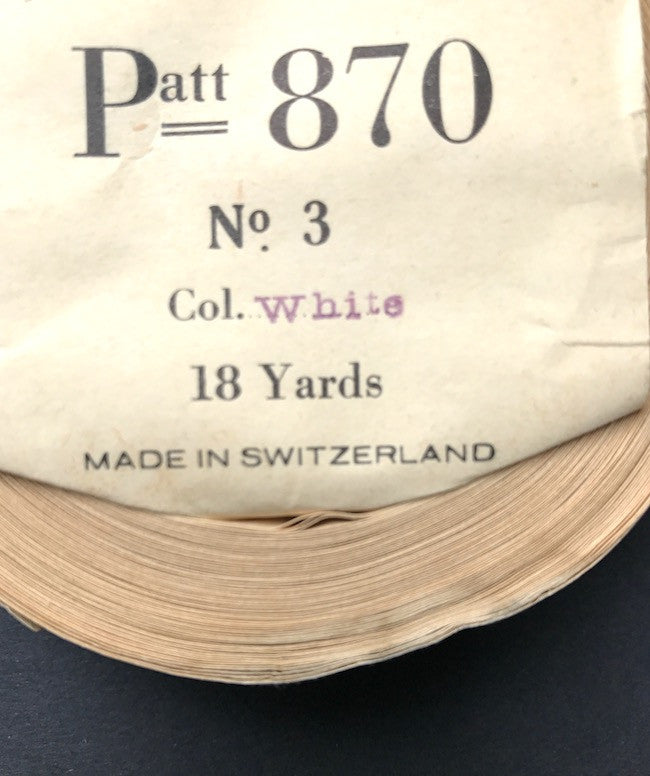 Patt 870
No. 3
Col. White
18 Yards
MADE IN SWITZERLAND